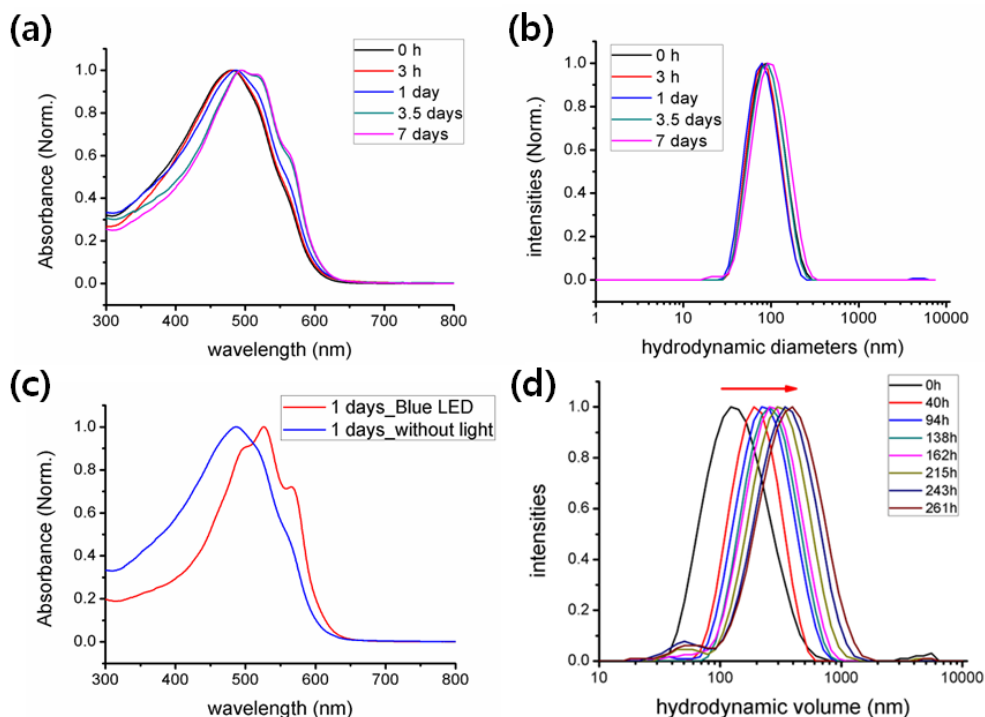 (a)
0 h
3 h
1 day
3.5 days
7 days
Absorbance (Norm.)
1.0
0.8
0.6
0.4
0.2
0.0
300 400 500 600 700 800
wavelength (nm)
(b)
0 h
3 h
1 day
3.5 days
7 days
intensities (Norm.)
1.0
0.8
0.6
0.4
0.2
0.0
1 10 100 1000 10000
hydrodynamic diameters (nm)
(c)
1 days_Blue LED
1 days_without light
Absorbance (Norm.)
1.0
0.8
0.6
0.4
0.2
0.0
300 400 500 600 700 800
wavelength (nm)
(d)
0h
40h
94h
138h
162h
215h
243h
261h
intensities
1.0
0.8
0.6
0.4
0.2
0.0
10 100 1000 10000
hydrodynamic volume (nm)